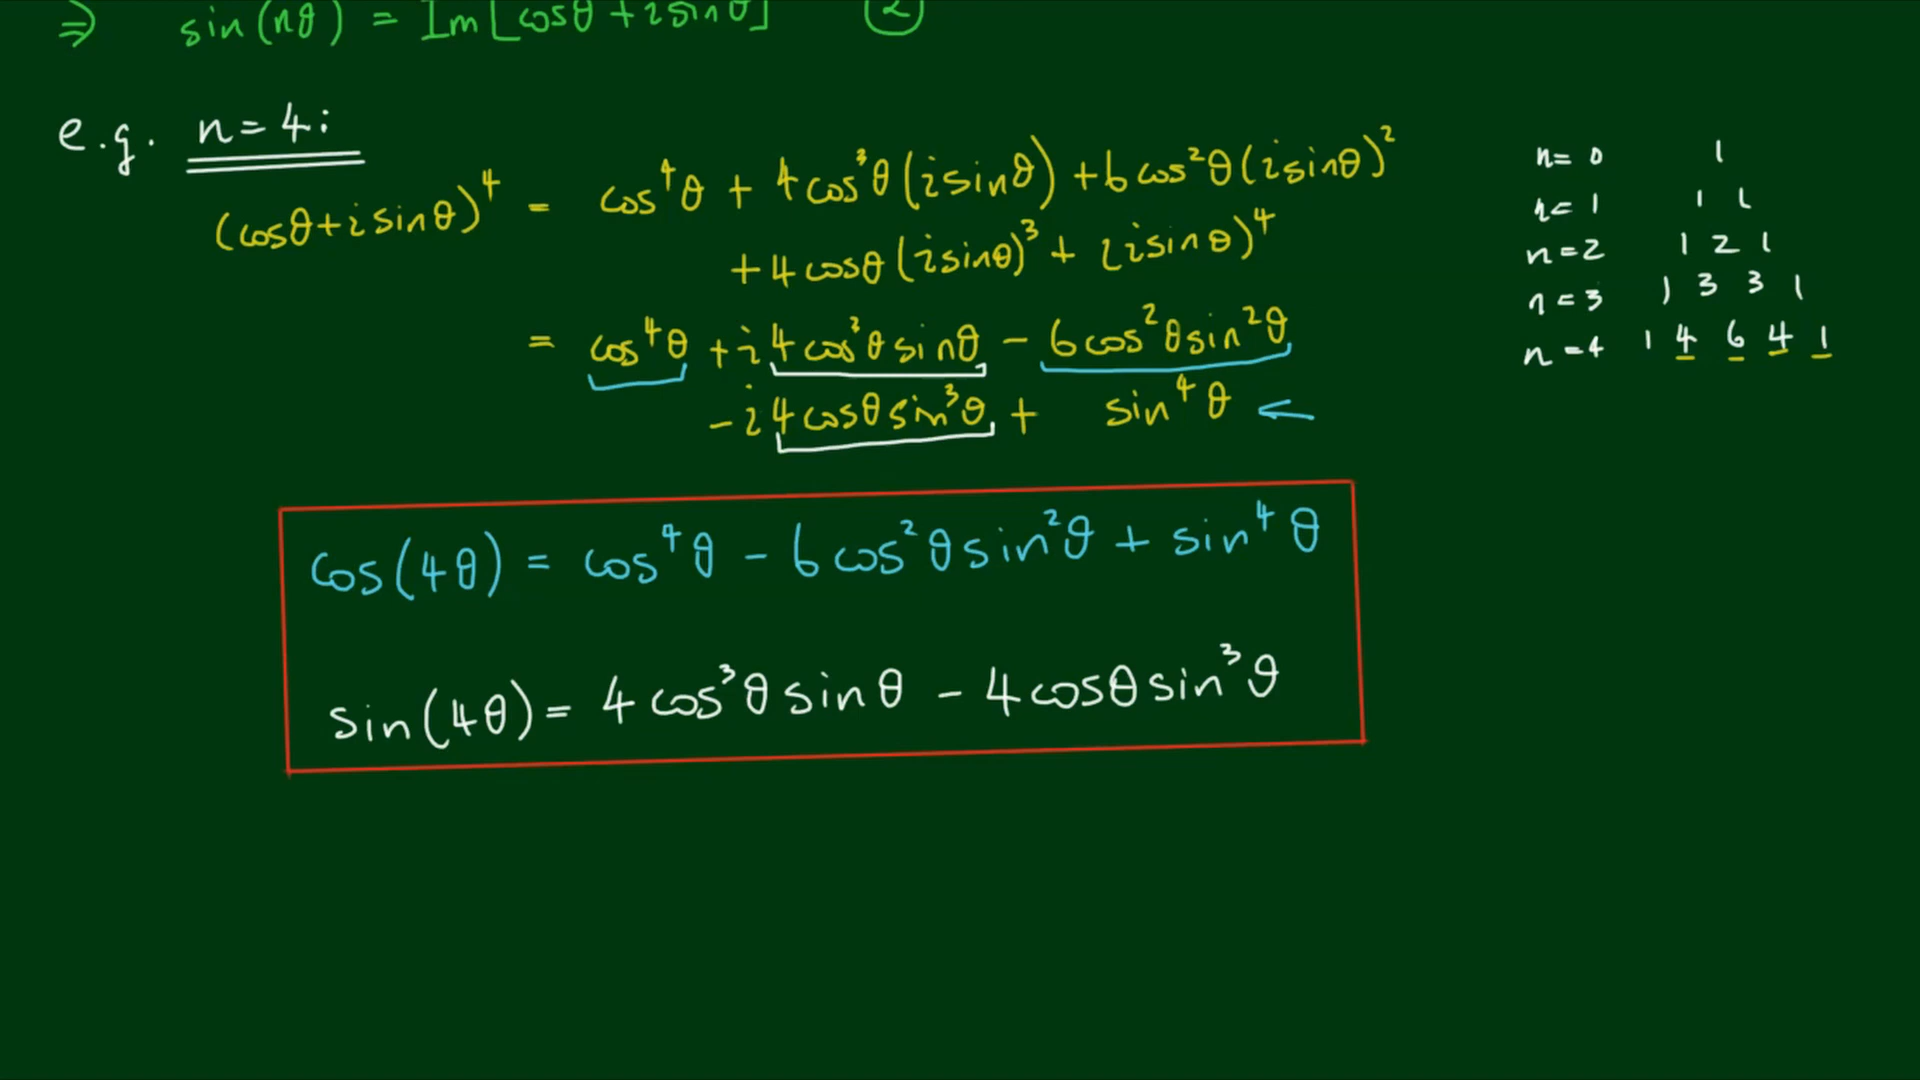 ⇒ sin(nθ) = Im[cosθ + i sinθ] ②
e.g. n=4:
(cosθ + i sinθ)⁴ = cos⁴θ + 4cos³θ(i sinθ) + 6cos²θ(i sinθ)²
+ 4cosθ(i sinθ)³ + (i sinθ)⁴
= cos⁴θ + i 4cos³θ sinθ − 6cos²θ sin²θ
− i 4cosθ sin³θ + sin⁴θ ←
cos(4θ) = cos⁴θ − 6cos²θ sin²θ + sin⁴θ
sin(4θ) = 4cos³θ sinθ − 4cosθ sin³θ
n= 0 1
n= 1 1 1
n=2 1 2 1
n=3 1 3 3 1
n=4 1 4 6 4 1